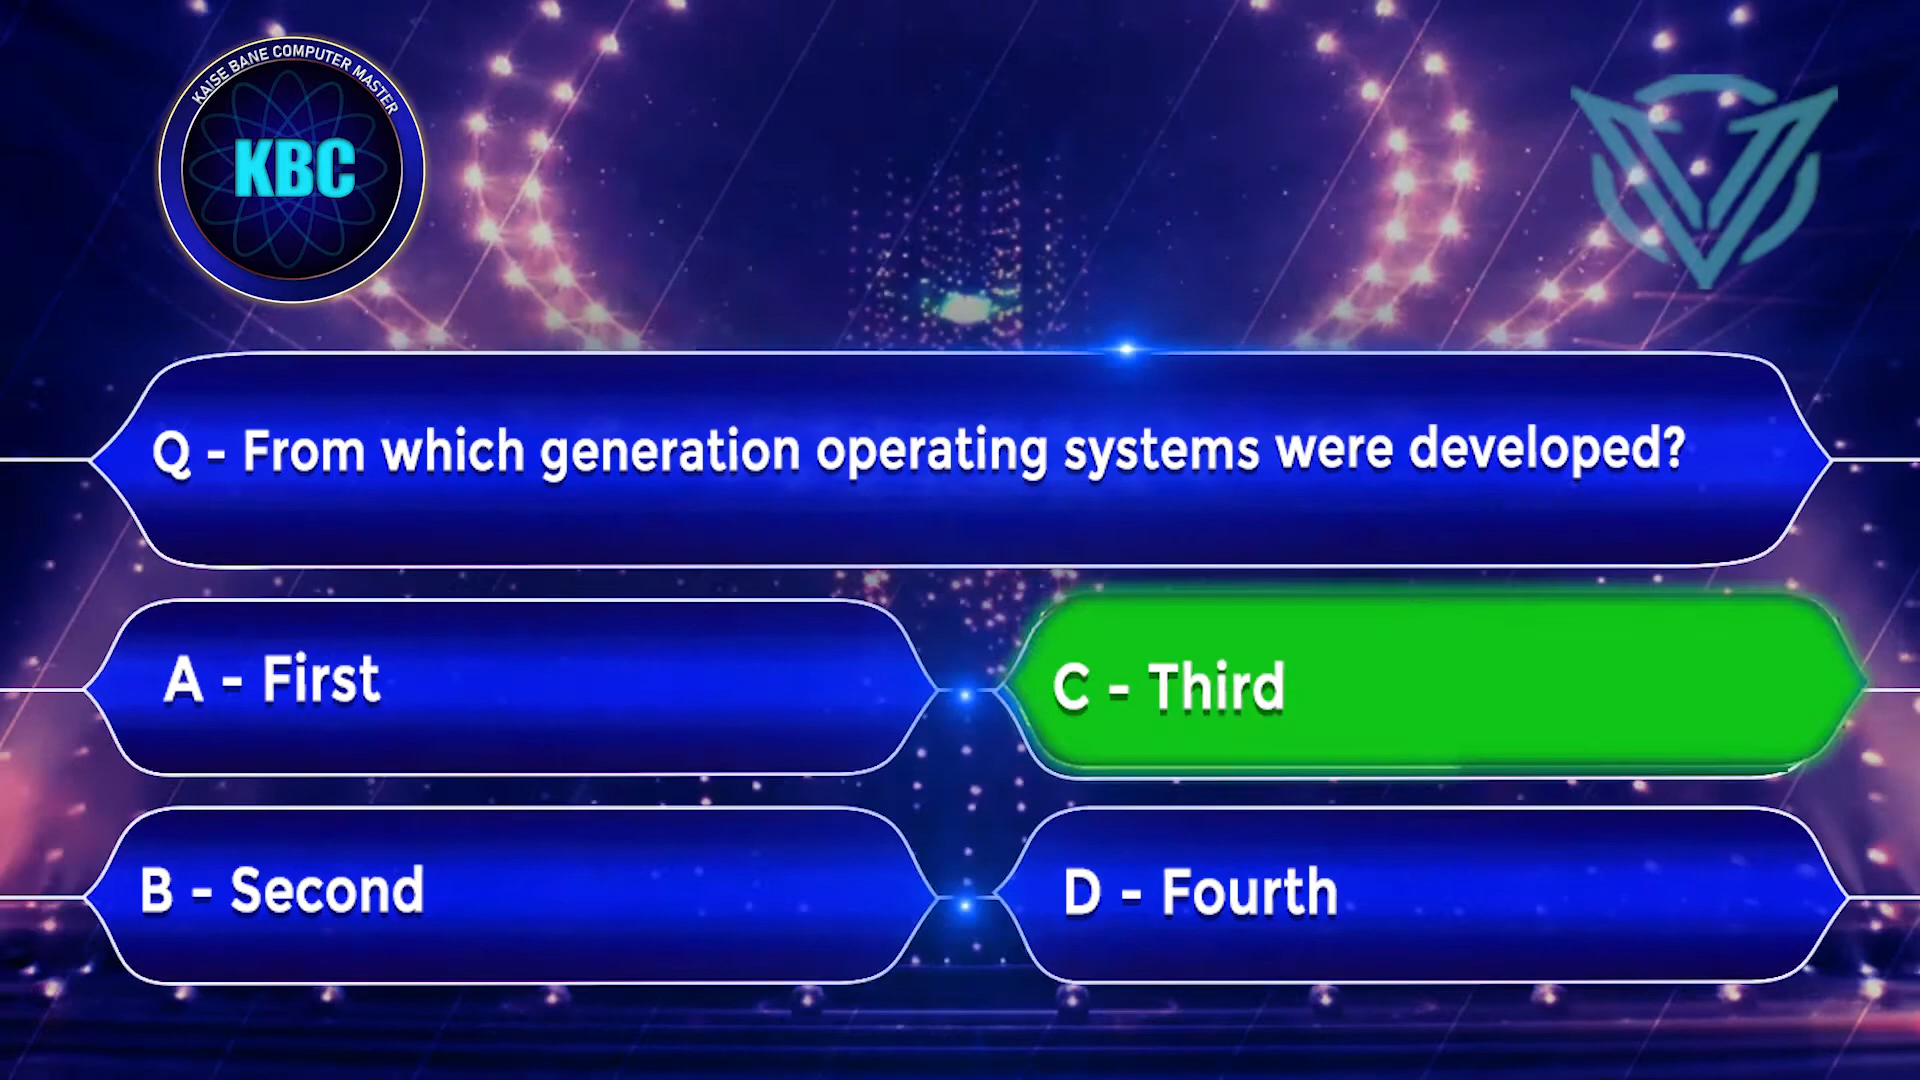 KAISE BANE COMPUTER MASTER
KBC
Q - From which generation operating systems were developed?
A - First
C - Third
B - Second
D - Fourth